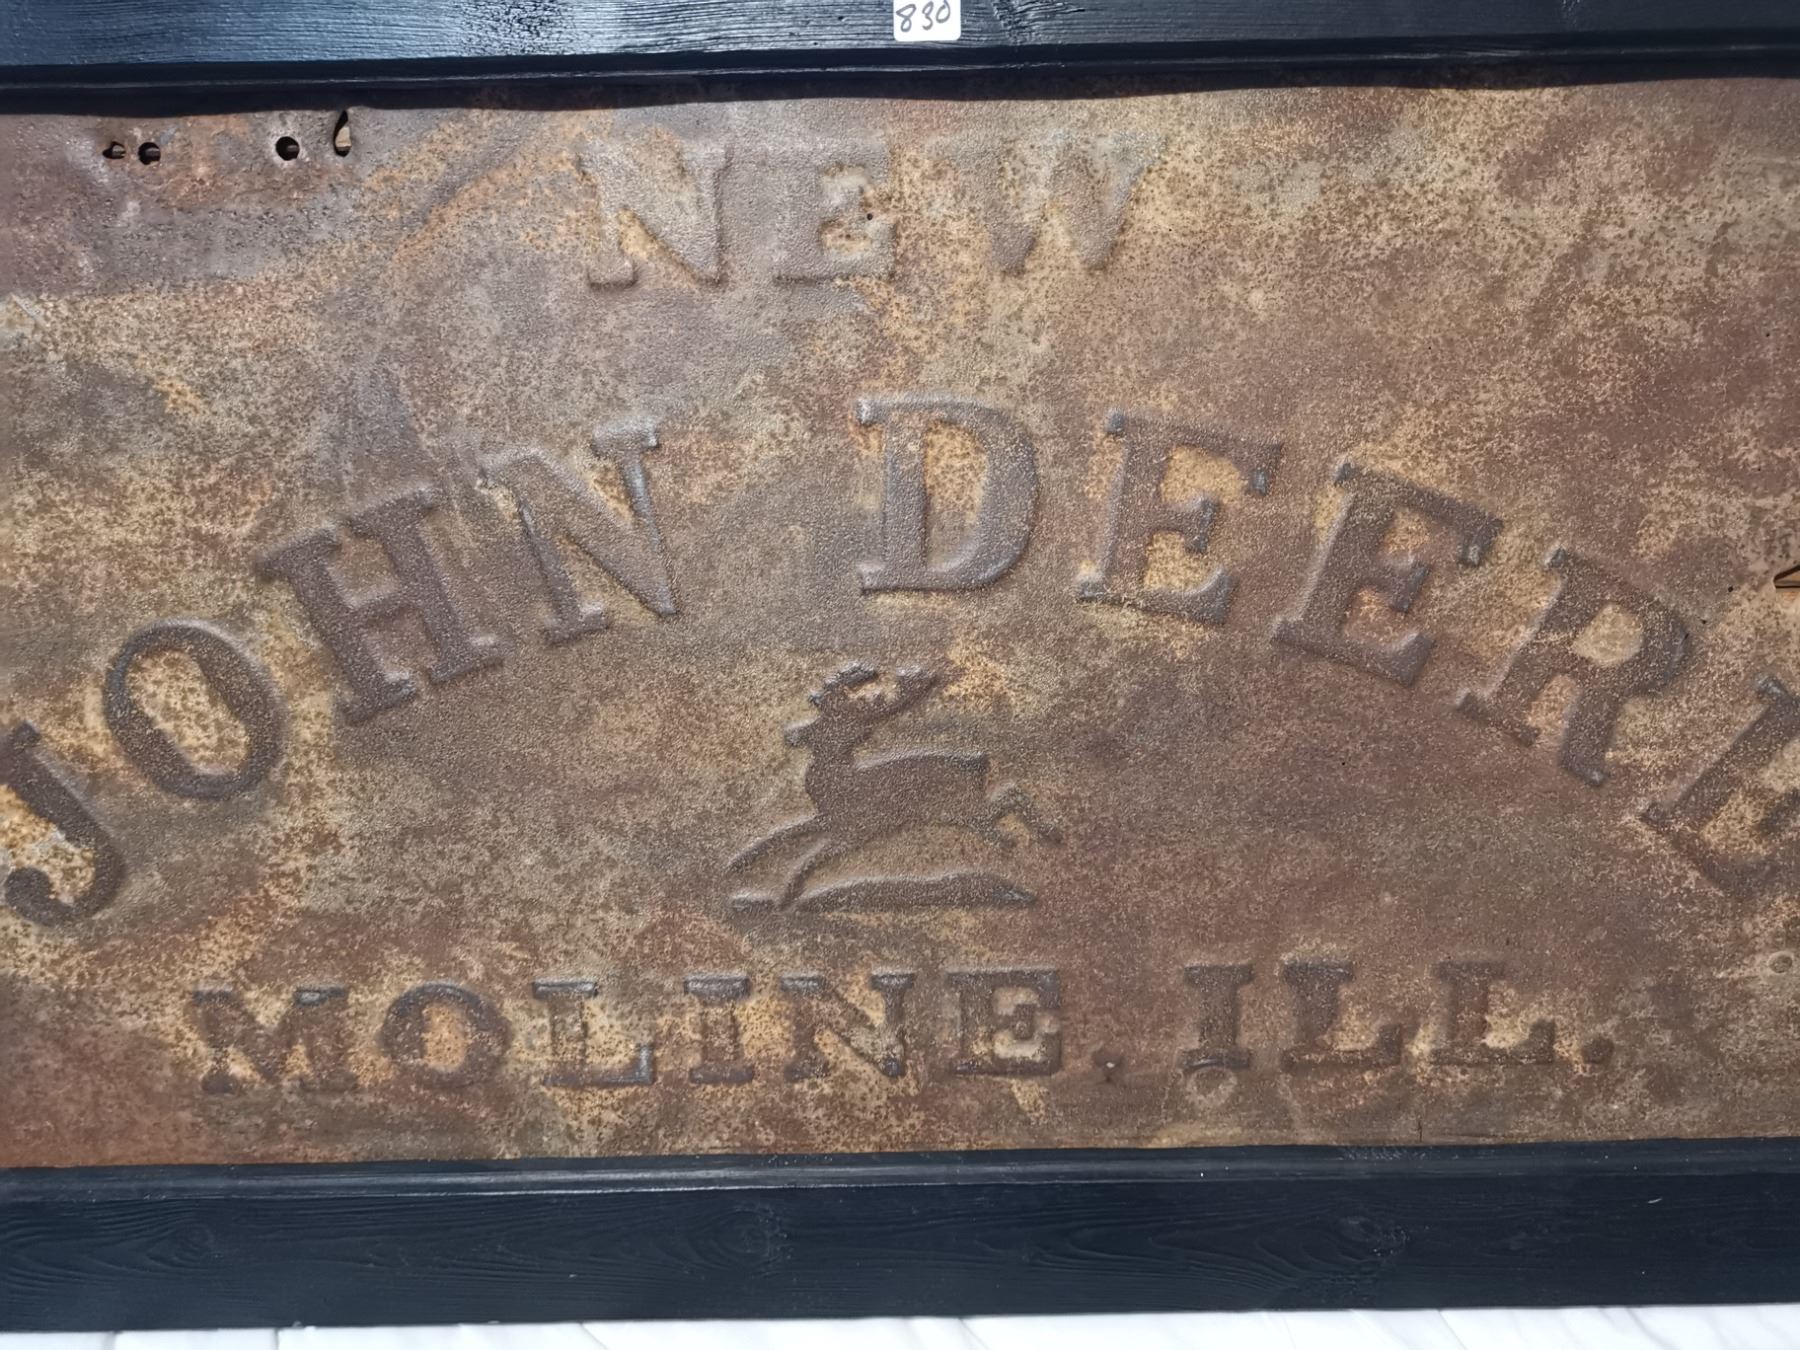 830
NEW
JOHN DEERE
MOLINE. ILL.